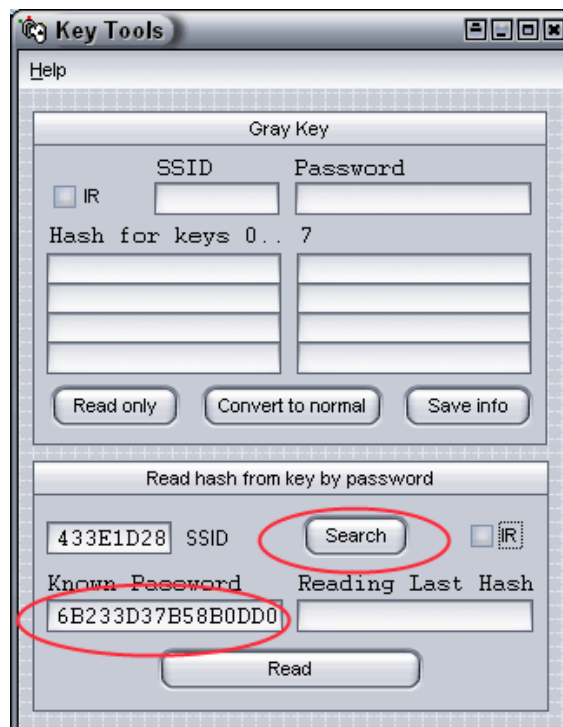 Key Tools
Help
Gray Key
SSID Password
IR
Hash for keys 0.. 7
Read only Convert to normal Save info
Read hash from key by password
433E1D28 SSID Search IR
Known Password Reading Last Hash
6B233D37B58B0DD0
Read